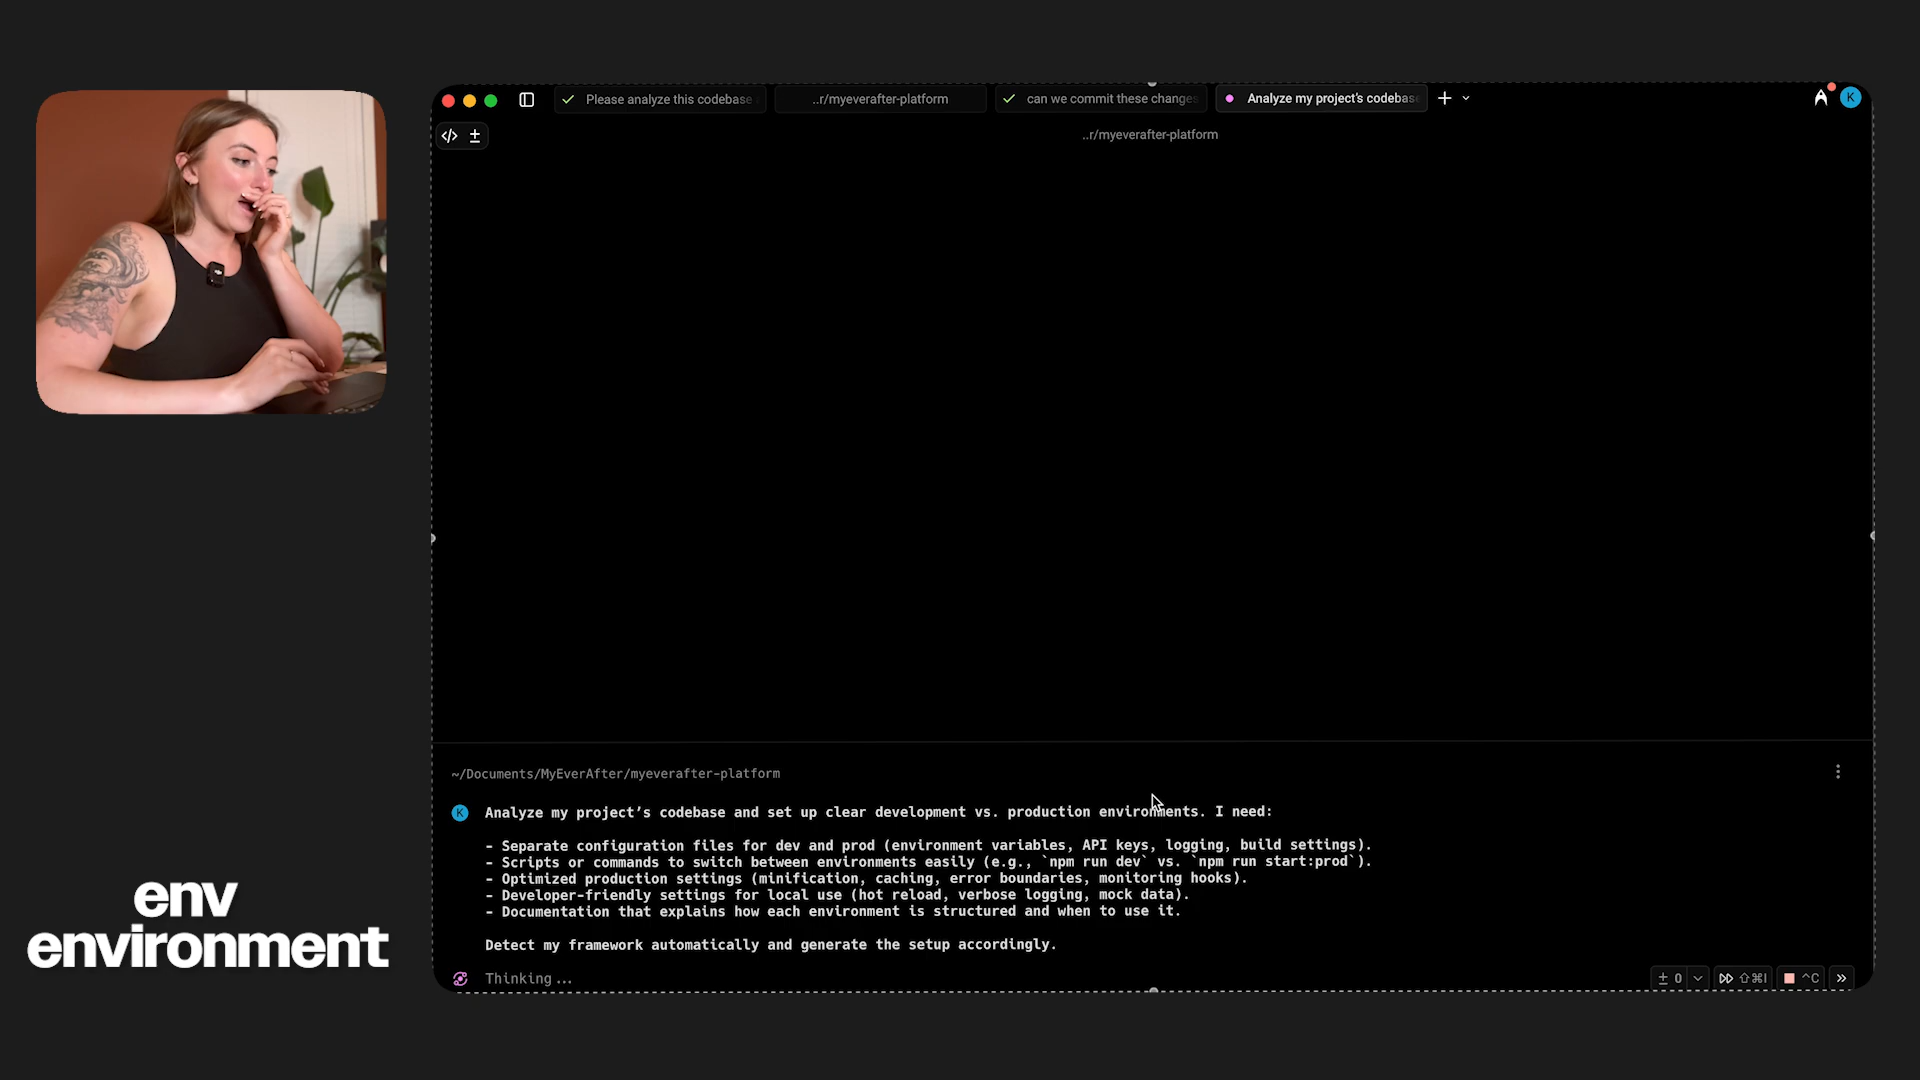 Please analyze this codebase
..r/myeverafter-platform
can we commit these changes
Analyze my project's codebas
K
..r/myeverafter-platform
~/Documents/MyEverAfter/myeverafter-platform
K
Analyze my project’s codebase and set up clear development vs. production environments. I need:
- Separate configuration files for dev and prod (environment variables, API keys, logging, build settings).
- Scripts or commands to switch between environments easily (e.g., `npm run dev` vs. `npm run start:prod`).
- Optimized production settings (minification, caching, error boundaries, monitoring hooks).
- Developer-friendly settings for local use (hot reload, verbose logging, mock data).
- Documentation that explains how each environment is structured and when to use it.
Detect my framework automatically and generate the setup accordingly.
Thinking ...
± 0
⇧⌘I
^C
env
environment